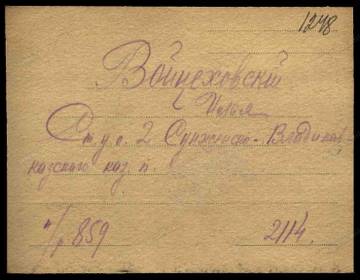 1248
Войцеховскій
Илья
Ст. у. о. 2 Сунженско-Владикав
казского каз. п.
п/р 859 2114.